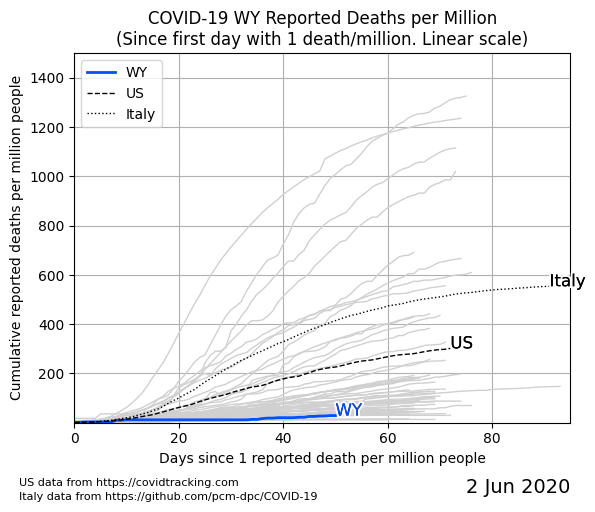 COVID-19 WY Reported Deaths per Million
(Since first day with 1 death/million. Linear scale)
WY
US
Italy
1400
1200
1000
800
600
400
200
Cumulative reported deaths per million people
Italy
US
WY
0 20 40 60 80
Days since 1 reported death per million people
US data from https://covidtracking.com
Italy data from https://github.com/pcm-dpc/COVID-19
2 Jun 2020